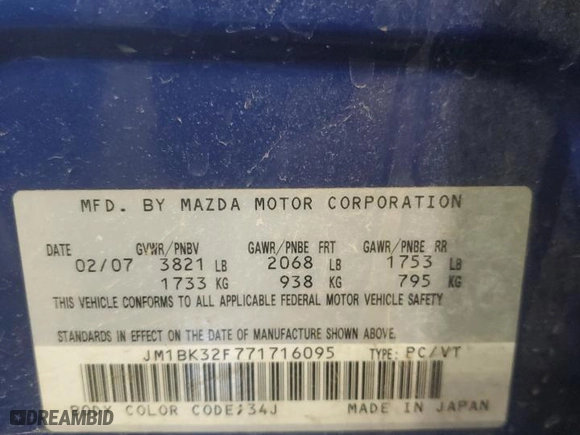 MFD. BY MAZDA MOTOR CORPORATION
DATE GVWR/PNBV GAWR/PNBE FRT GAWR/PNBE RR
02/07 3821 LB 2068 LB 1753 LB
1733 KG 938 KG 795 KG
THIS VEHICLE CONFORMS TO ALL APPLICABLE FEDERAL MOTOR VEHICLE SAFETY
STANDARDS IN EFFECT ON THE DATE OF MANUFACTURE SHOWN ABOVE.
JM1BK32F771716095 TYPE: PC/VT
BODY COLOR CODE;34J MADE IN JAPAN
DREAMBID